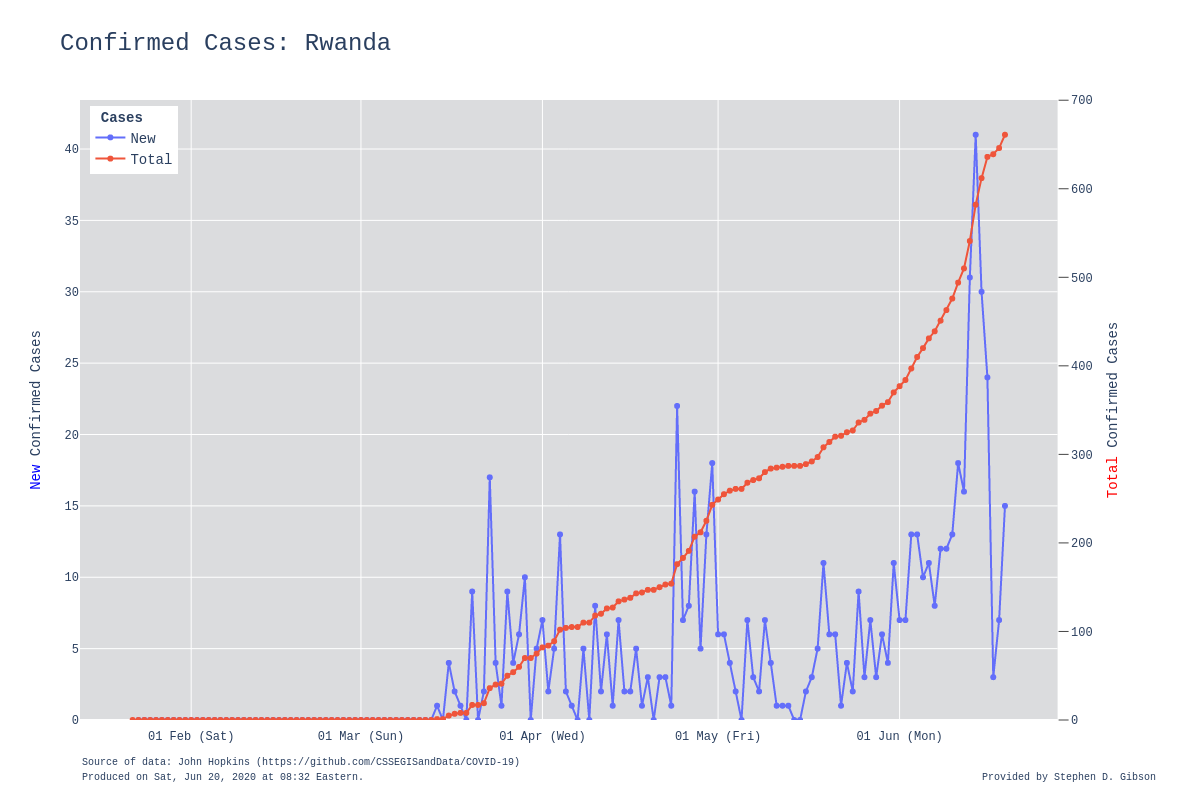 Confirmed Cases: Rwanda
Cases
New
Total
40
35
30
25
20
15
10
5
0
700
600
500
400
300
200
100
0
New Confirmed Cases
Total Confirmed Cases
01 Feb (Sat) 01 Mar (Sun) 01 Apr (Wed) 01 May (Fri) 01 Jun (Mon)
Source of data: John Hopkins (https://github.com/CSSEGISandData/COVID-19)
Produced on Sat, Jun 20, 2020 at 08:32 Eastern.
Provided by Stephen D. Gibson